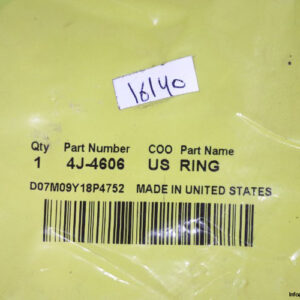 16140
Qty Part Number COO Part Name
1 4J-4606 US RING
D07M09Y18P4752 MADE IN UNITED STATES